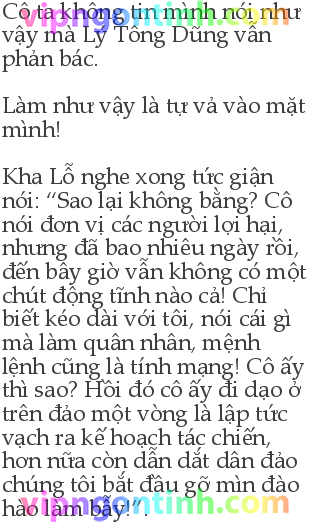 Cô ta không tin mình nói như
vậy mà Lý Tông Dũng vẫn
phản bác.
Làm như vậy là tự vả vào mặt
mình!
Kha Lỗ nghe xong tức giận
nói: “Sao lại không bằng? Cô
nói đơn vị các người lợi hại,
nhưng đã bao nhiêu ngày rồi,
đến bây giờ vẫn không có một
chút động tĩnh nào cả! Chỉ
biết kéo dài với tôi, nói cái gì
mà làm quân nhân, mệnh
lệnh cũng là tính mạng! Cô ấy
thì sao? Hồi đó cô ấy đi dạo ở
trên đảo một vòng là lập tức
vạch ra kế hoạch tác chiến,
hơn nữa còn dẫn dắt dân đảo
chúng tôi bắt đầu gỡ mìn đào
hào làm bẫy!”.
vipngontinh.com
vipngontinh.com